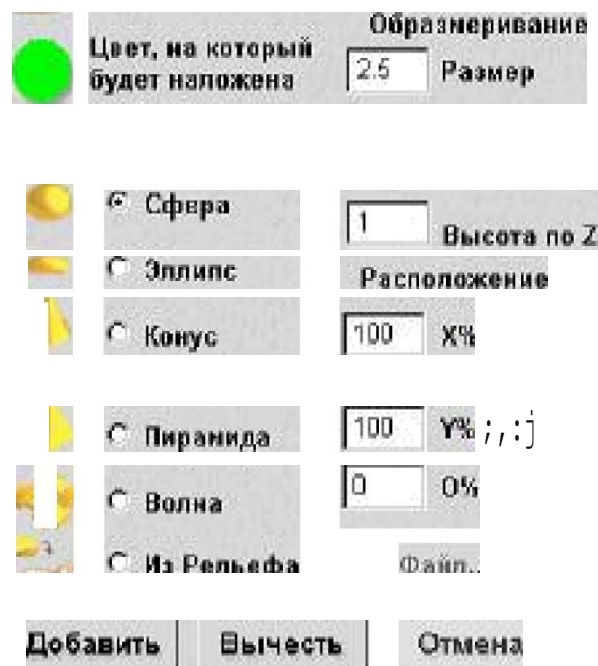 Образмеривание
Цвет, на который
будет наложена
2.5 Размер
Сфера
1 Высота по Z
Эллипс
Расположение
Конус
100 X%
Пирамида
100 Y% ;,:j
Волна
0 0%
Из Рельефа
Файл..
Добавить Вычесть Отмена